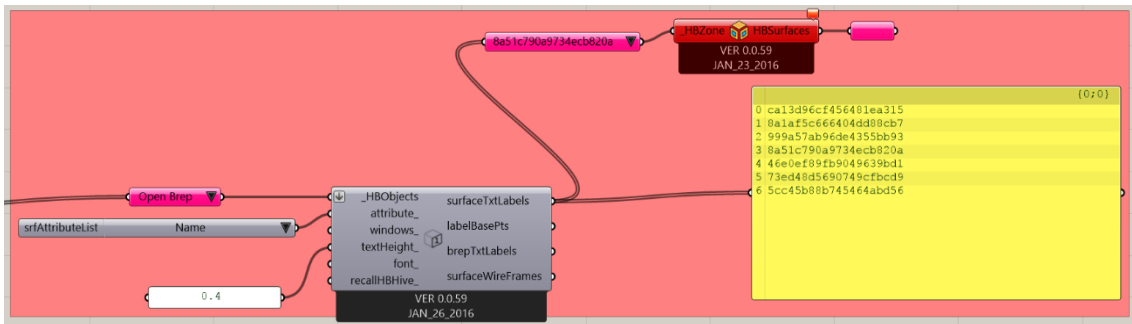 8a51c790a9734ecb820a
_HBZone HBSurfaces
VER 0.0.59
JAN_23_2016
{0;0}
0 ca13d96cf456481ea315
1 8a1af5c666404dd88cb7
2 999a57ab96de4355bb93
3 8a51c790a9734ecb820a
4 46e0ef89fb9049639bd1
5 73ed48d5690749cfbcd9
6 5cc45b88b745464abd56
Open Brep
srfAttributeList Name
0.4
_HBObjects
attribute_
windows_
textHeight_
font_
recallHBHive_
surfaceTxtLabels
labelBasePts
brepTxtLabels
surfaceWireFrames
VER 0.0.59
JAN_26_2016